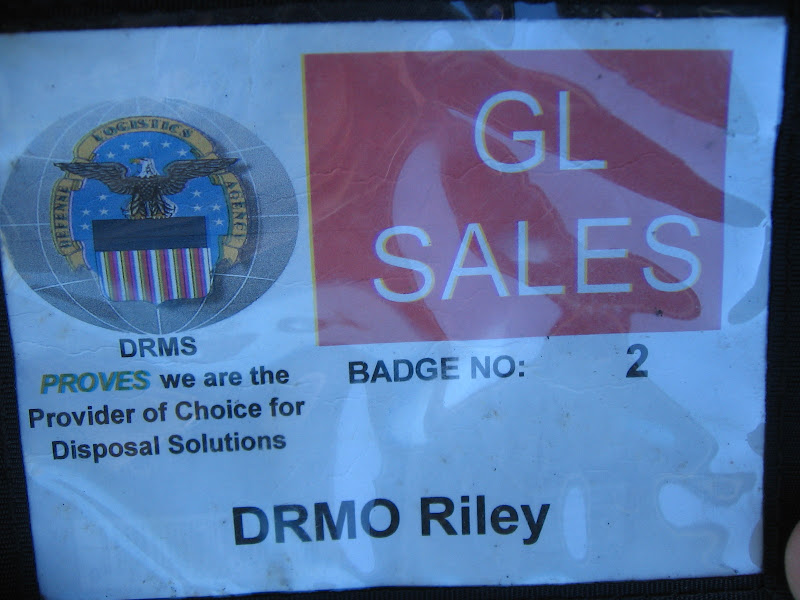 LOGISTICS
DEFENSE
AGENCY
GL
SALES
DRMS
PROVES we are the
Provider of Choice for
Disposal Solutions
BADGE NO: 2
DRMO Riley